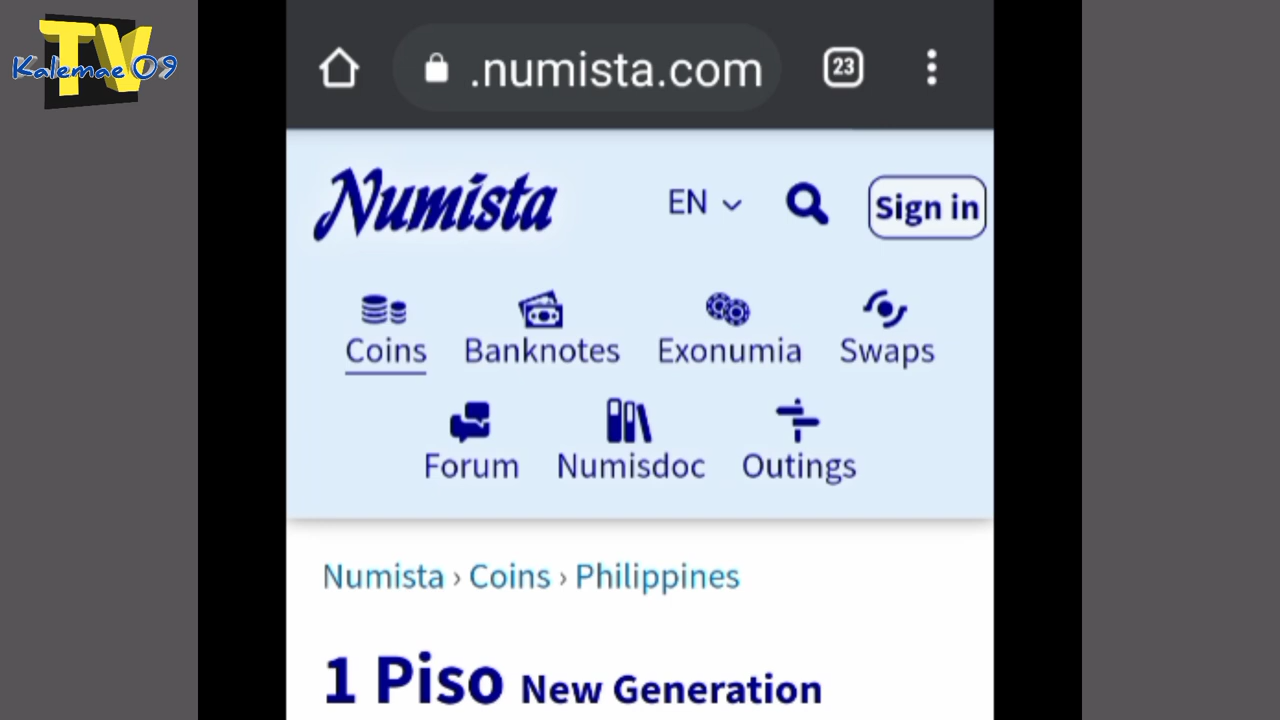 TV
Kalemae 09
.numista.com
23
Numista
EN
Sign in
Coins Banknotes Exonumia Swaps
Forum Numisdoc Outings
Numista › Coins › Philippines
1 Piso New Generation